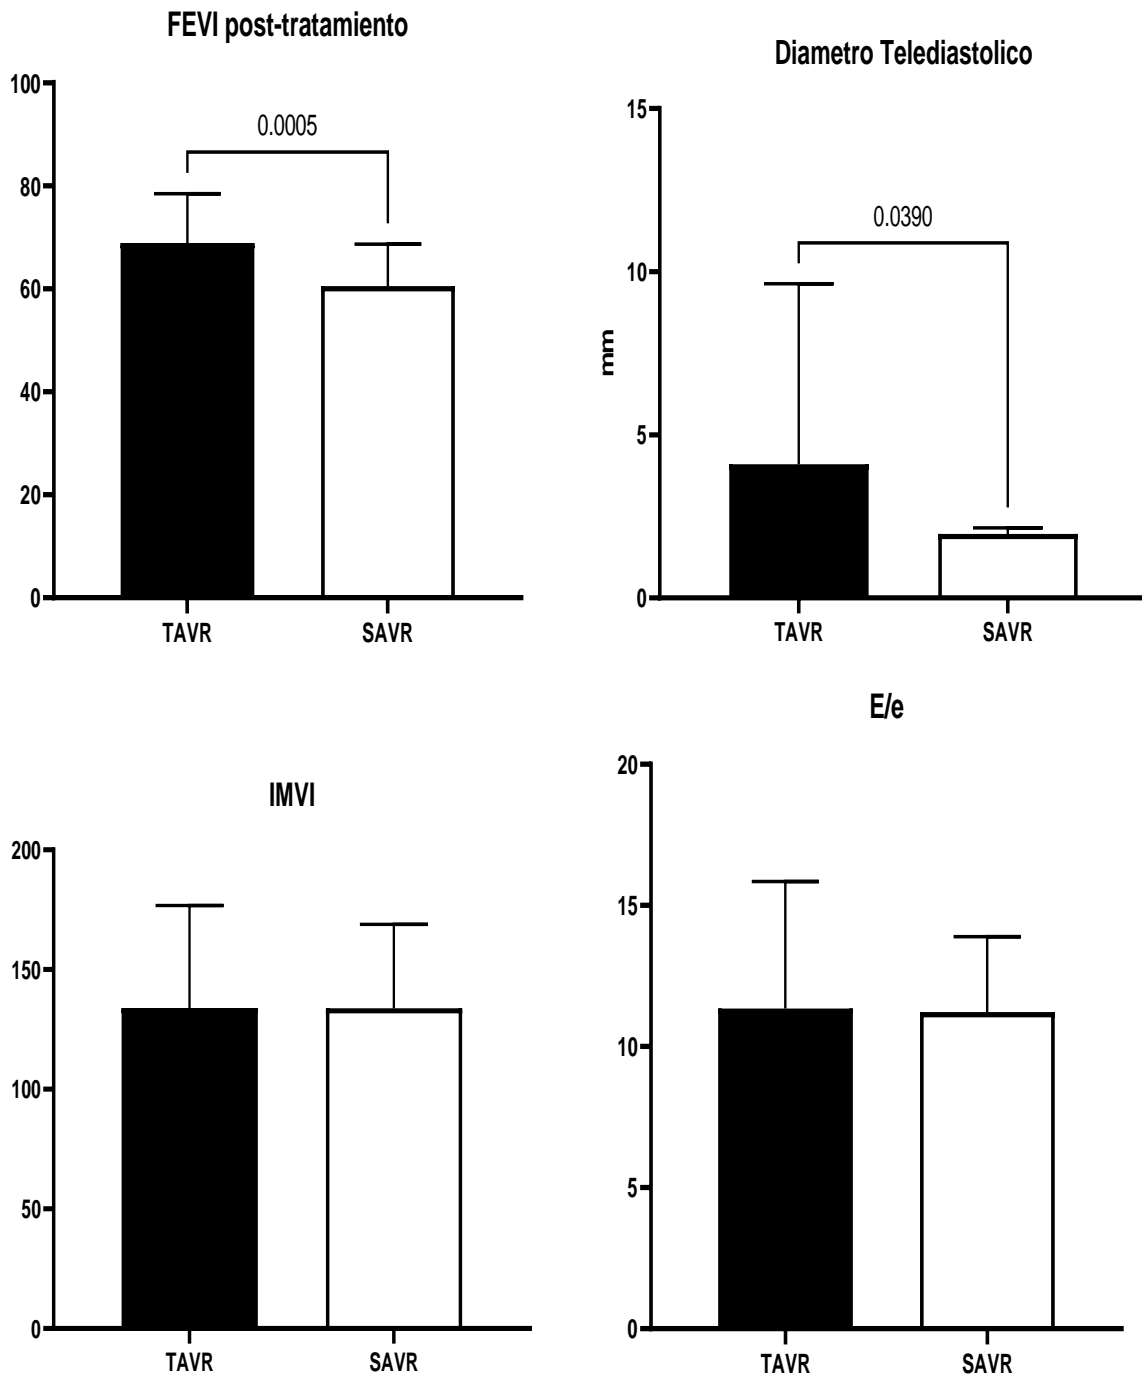 FEVI post-tratamiento
100
80
60
40
20
0
0.0005
TAVR SAVR
Diametro Telediastolico
15
10
5
0
mm
0.0390
TAVR SAVR
IMVI
200
150
100
50
0
TAVR SAVR
E/e
20
15
10
5
0
TAVR SAVR